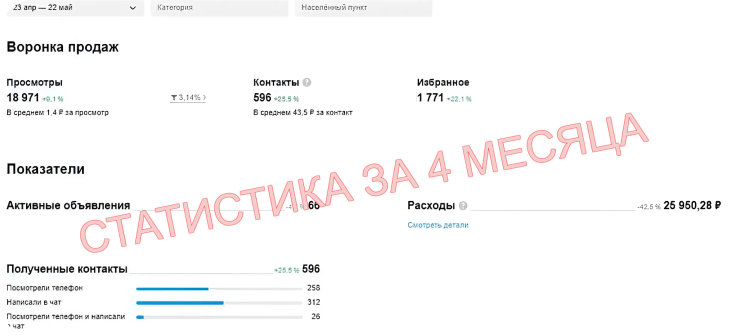 23 апр — 22 май
Категория
Населённый пункт
Воронка продаж
Просмотры
Контакты ?
Избранное
18 971 +9,1 %
3,14% >
596 +25,5 %
1 771 +22,1 %
В среднем 1,4 ₽ за просмотр
В среднем 43,5 ₽ за контакт
СТАТИСТИКА ЗА 4 МЕСЯЦА
Показатели
Активные объявления 66
Расходы ? -42,5 % 25 950,28 ₽
Смотреть детали
Полученные контакты +25,5 % 596
Посмотрели телефон 258
Написали в чат 312
Посмотрели телефон и написали 26
в чат